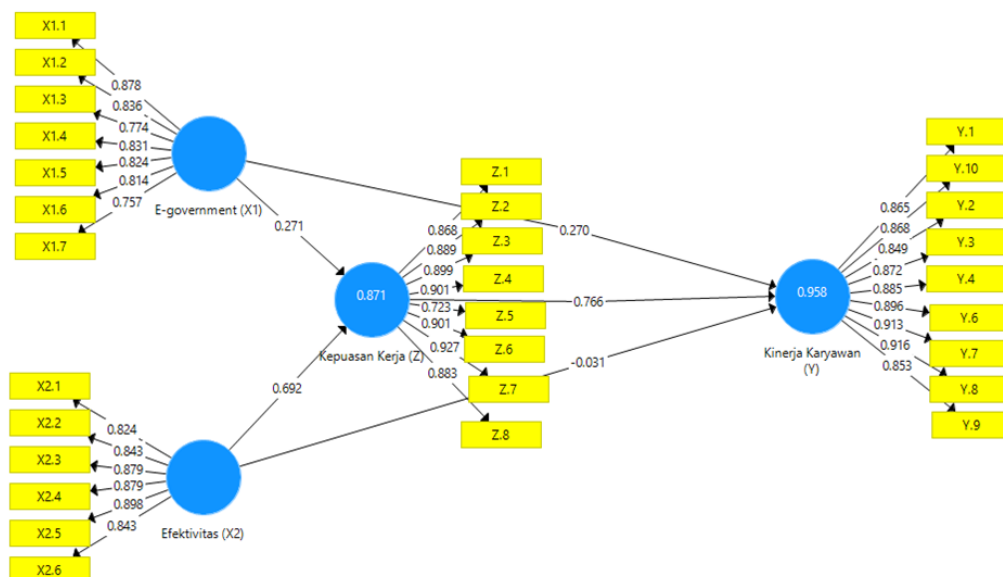 X1.1
X1.2
X1.3
X1.4
X1.5
X1.6
X1.7
0.878
0.836
0.774
0.831
0.824
0.814
0.757
E-government (X1)
0.271
0.270
Z.1
Z.2
Z.3
Z.4
Z.5
Z.6
Z.7
Z.8
0.868
0.889
0.899
0.901
0.723
0.901
0.927
0.883
0.871
Kepuasan Kerja (Z)
0.766
-0.031
0.692
X2.1
X2.2
X2.3
X2.4
X2.5
X2.6
0.824
0.843
0.879
0.879
0.898
0.843
Efektivitas (X2)
Y.1
Y.10
Y.2
Y.3
Y.4
Y.6
Y.7
Y.8
Y.9
0.865
0.868
0.849
0.872
0.885
0.896
0.913
0.916
0.853
0.958
Kinerja Karyawan
(Y)